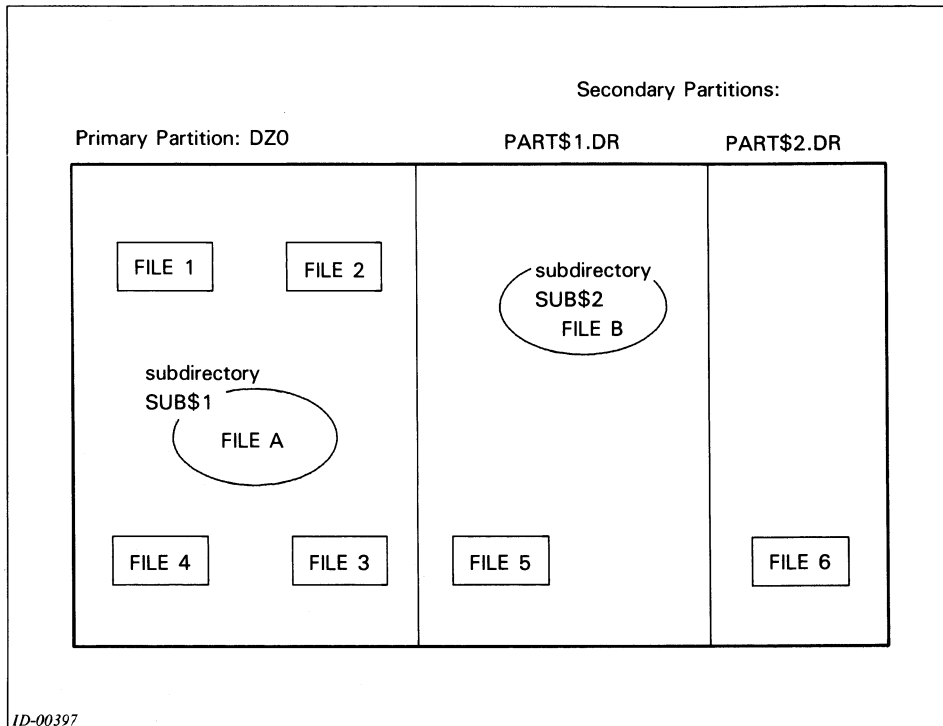 Secondary Partitions:
Primary Partition: DZ0
PART$1.DR
PART$2.DR
FILE 1
FILE 2
subdirectory
SUB$2
FILE B
subdirectory
SUB$1
FILE A
FILE 4
FILE 3
FILE 5
FILE 6
ID-00397